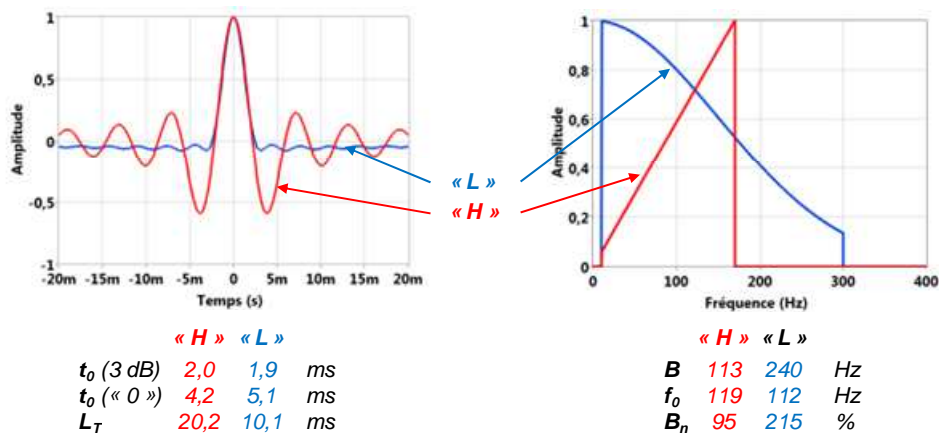 1
0,5
0
-0,5
-1
Amplitude
-20m -15m -10m -5m 0 5m 10m 15m 20m
Temps (s)
« L »
« H »
1
0,8
0,6
0,4
0,2
0
Amplitude
0 100 200 300 400
Fréquence (Hz)
« H » « L »
t0 (3 dB) 2,0 1,9 ms
t0 (« 0 ») 4,2 5,1 ms
LT 20,2 10,1 ms
« H » « L »
B 113 240 Hz
f0 119 112 Hz
Bn 95 215 %